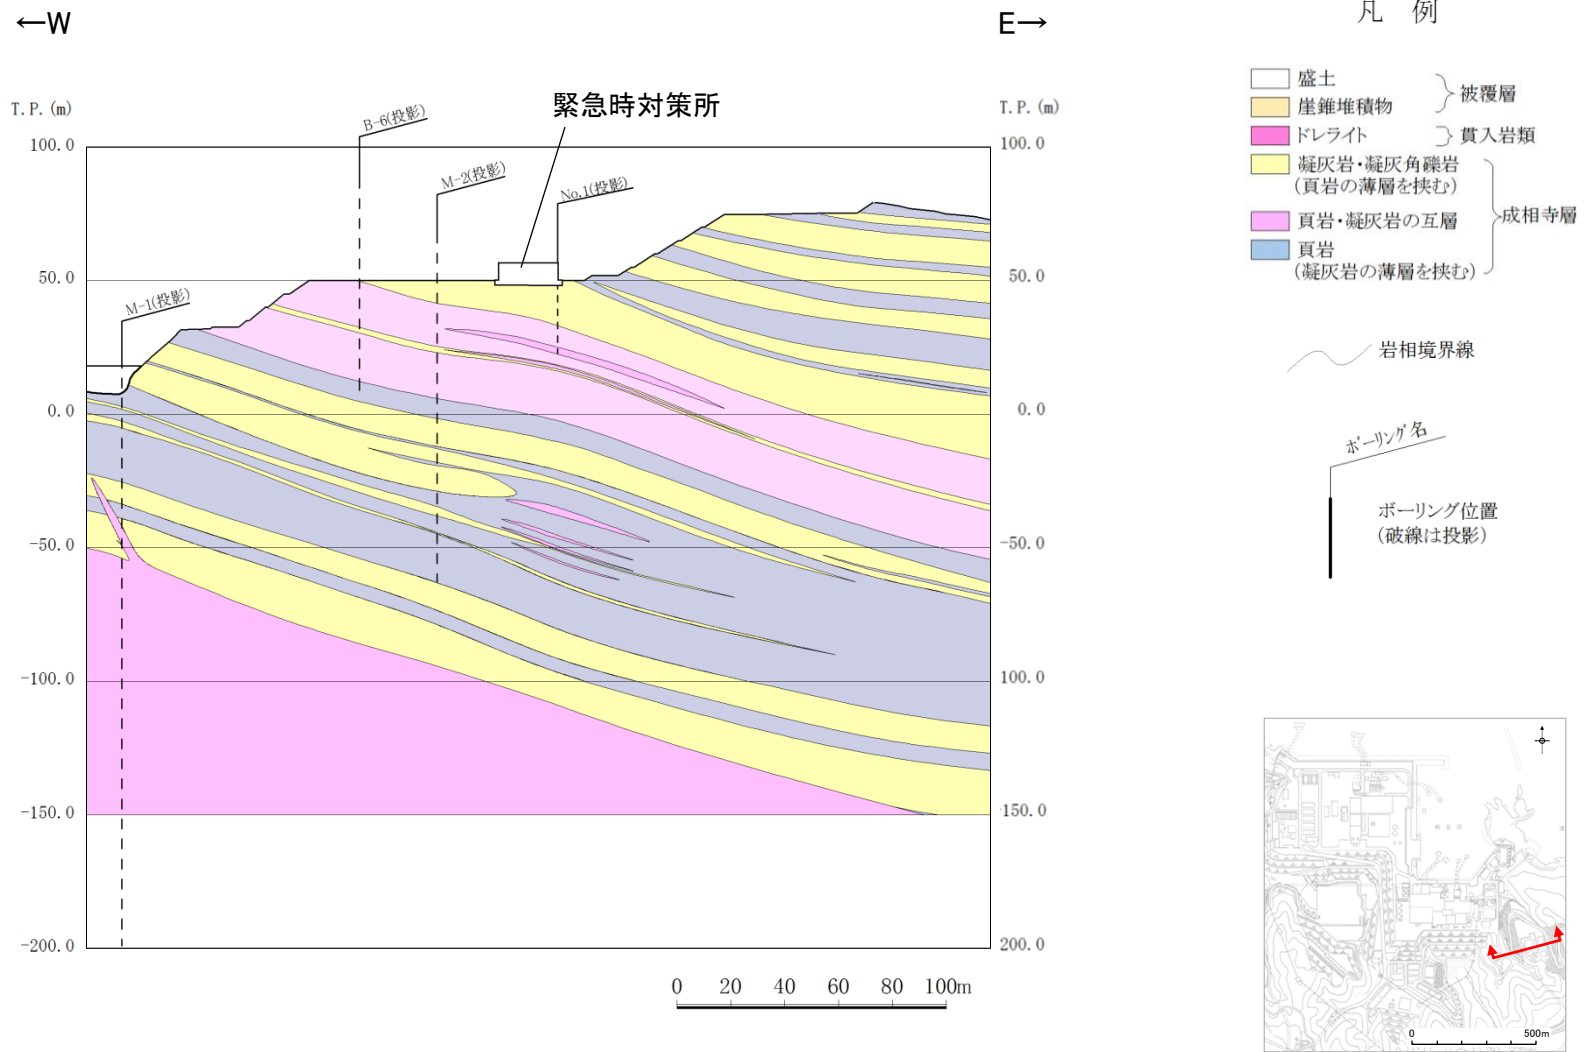 ←W
E→
凡 例
T.P.(m)
T.P.(m)
B-6(投影)
緊急時対策所
M-2(投影)
No.1(投影)
M-1(投影)
100.0
50.0
0.0
-50.0
-100.0
-150.0
-200.0
100.0
50.0
0.0
-50.0
100.0
150.0
200.0
盛土
崖錐堆積物
被覆層
ドレライト
貫入岩類
凝灰岩・凝灰角礫岩
(頁岩の薄層を挟む)
頁岩・凝灰岩の互層
成相寺層
頁岩
(凝灰岩の薄層を挟む)
岩相境界線
ボーリング名
ボーリング位置
(破線は投影)
0 20 40 60 80 100m
0 500m